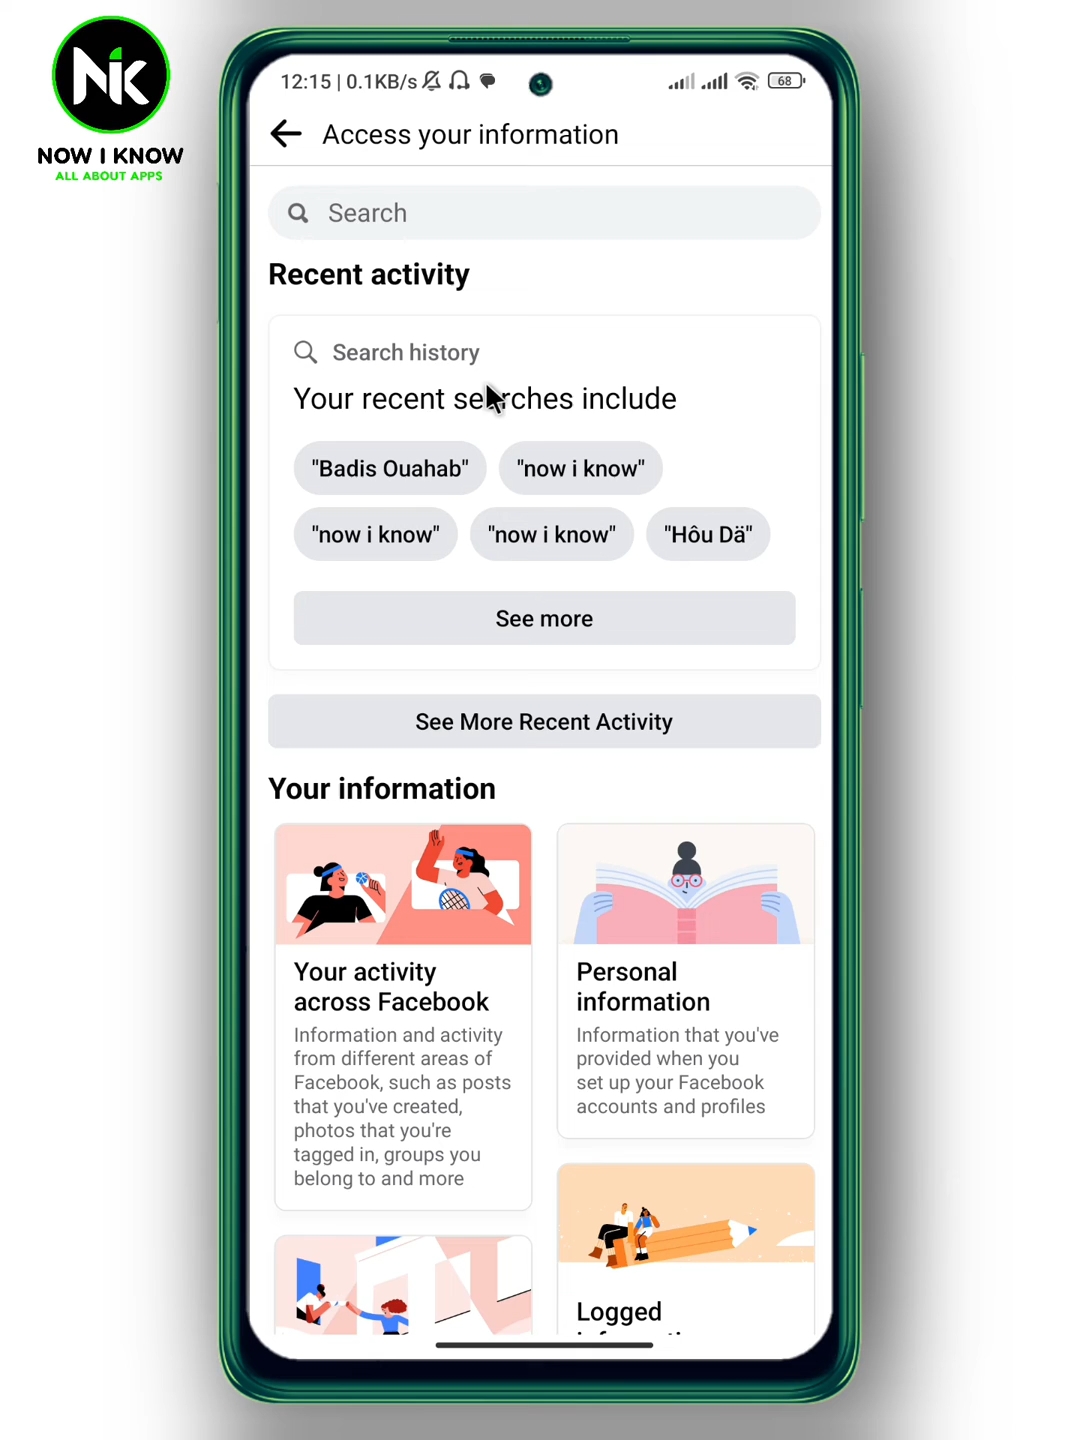 NIK
NOW I KNOW
ALL ABOUT APPS
12:15 | 0.1KB/s
68
Access your information
Search
Recent activity
Search history
Your recent searches include
"Badis Ouahab" "now i know"
"now i know" "now i know" "Hôu Dä"
See more
See More Recent Activity
Your information
Your activity
across Facebook
Information and activity
from different areas of
Facebook, such as posts
that you've created,
photos that you're
tagged in, groups you
belong to and more
Personal
information
Information that you've
provided when you
set up your Facebook
accounts and profiles
Logged